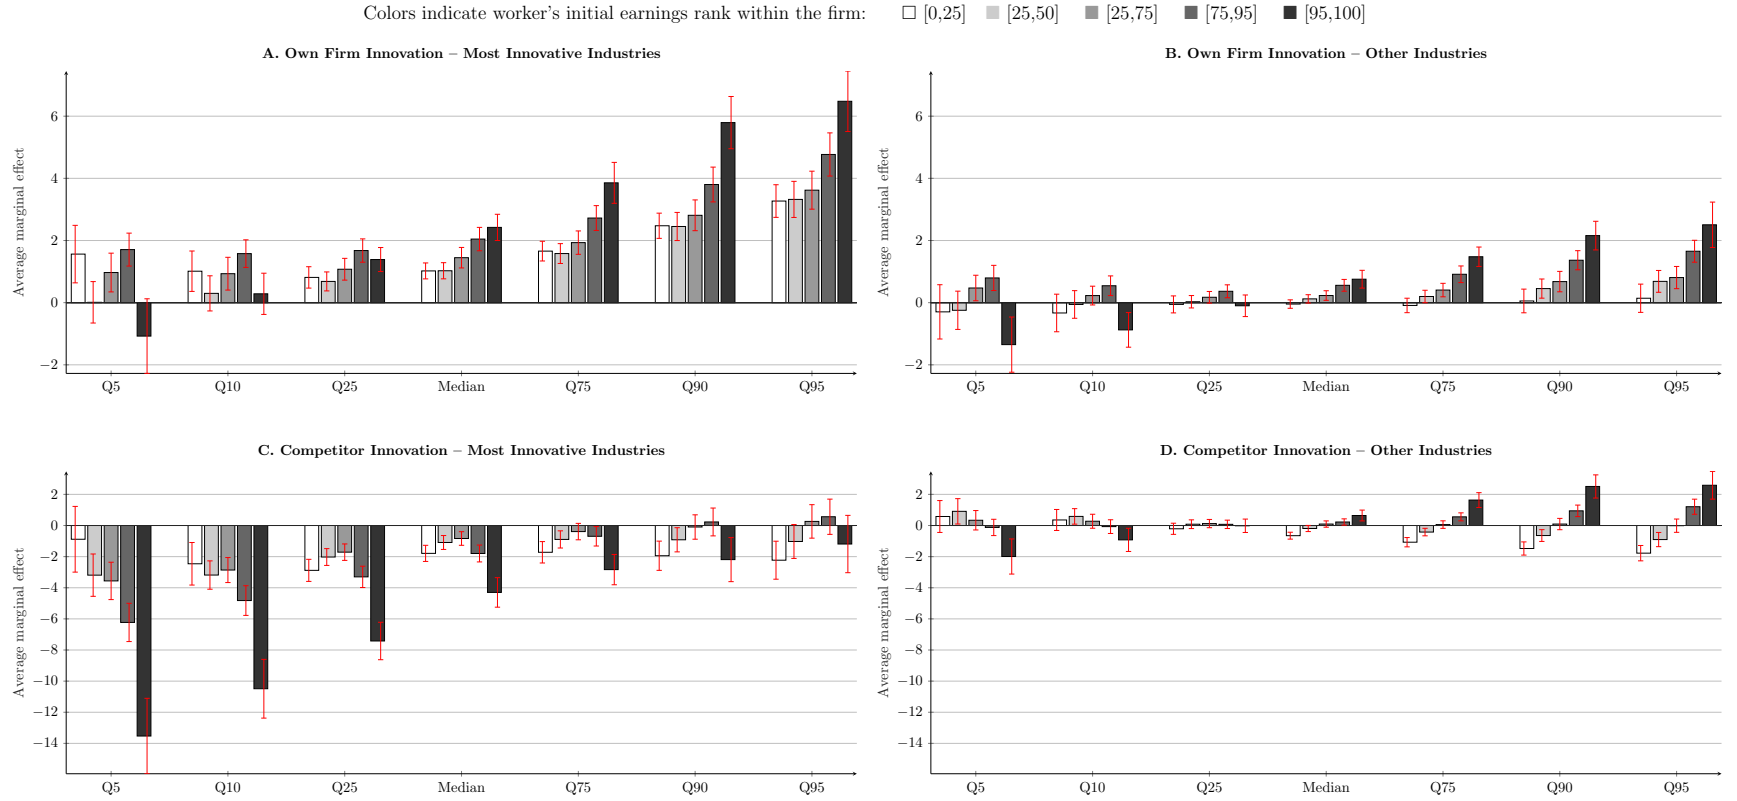 Colors indicate worker's initial earnings rank within the firm: [0,25] [25,50] [25,75] [75,95] [95,100]
A. Own Firm Innovation – Most Innovative Industries
Average marginal effect
6
4
2
0
−2
Q5 Q10 Q25 Median Q75 Q90 Q95
B. Own Firm Innovation – Other Industries
Average marginal effect
6
4
2
0
−2
Q5 Q10 Q25 Median Q75 Q90 Q95
C. Competitor Innovation – Most Innovative Industries
Average marginal effect
2
0
−2
−4
−6
−8
−10
−12
−14
Q5 Q10 Q25 Median Q75 Q90 Q95
D. Competitor Innovation – Other Industries
Average marginal effect
2
0
−2
−4
−6
−8
−10
−12
−14
Q5 Q10 Q25 Median Q75 Q90 Q95